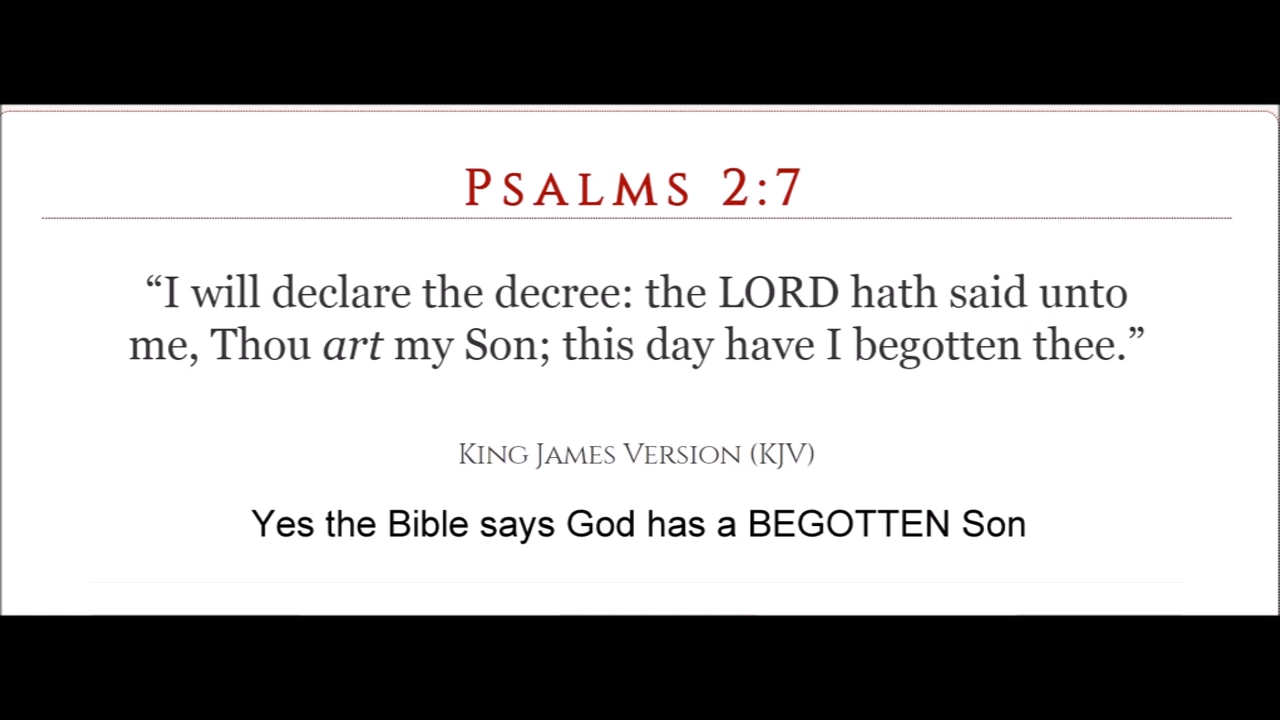 PSALMS 2:7
“I will declare the decree: the LORD hath said unto
me, Thou art my Son; this day have I begotten thee.”
KING JAMES VERSION (KJV)
Yes the Bible says God has a BEGOTTEN Son